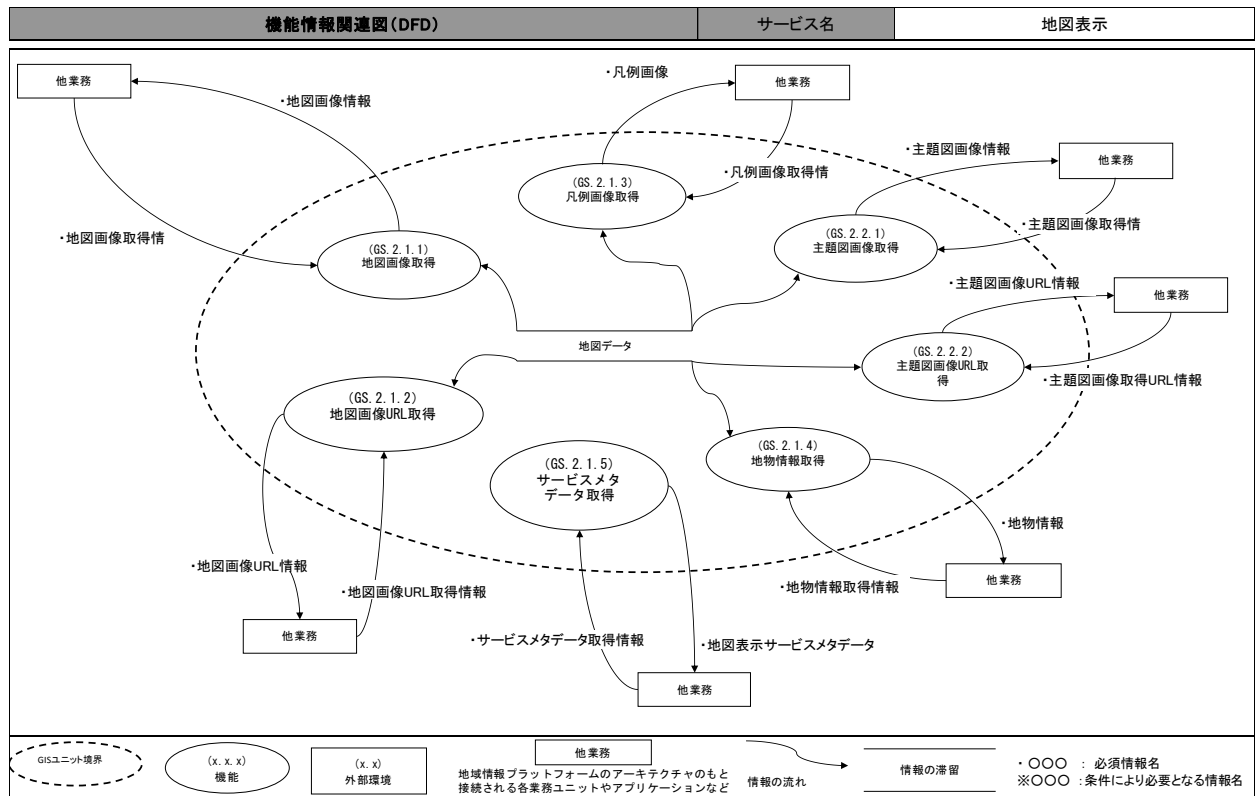 機能情報関連図(DFD)
サービス名
地図表示
他業務
・地図画像情報
・凡例画像
他業務
・主題図画像情報
他業務
(GS.2.1.3)
凡例画像取得
・凡例画像取得情
・地図画像取得情
(GS.2.1.1)
地図画像取得
(GS.2.2.1)
主題図画像取得
・主題図画像取得情
・主題図画像URL情報
他業務
地図データ
(GS.2.2.2)
主題図画像URL取
得
・主題図画像取得URL情報
(GS.2.1.2)
地図画像URL取得
(GS.2.1.4)
地物情報取得
(GS.2.1.5)
サービスメタ
データ取得
・地物情報
・地図画像URL情報
・地図画像URL取得情報
・地物情報取得情報
他業務
他業務
・サービスメタデータ取得情報
・地図表示サービスメタデータ
他業務
GISユニット境界
(x.x.x)
機能
(x.x)
外部環境
他業務
地域情報プラットフォームのアーキテクチャのもと
接続される各業務ユニットやアプリケーションなど
情報の流れ
情報の滞留
・○○○ : 必須情報名
※○○○ :条件により必要となる情報名